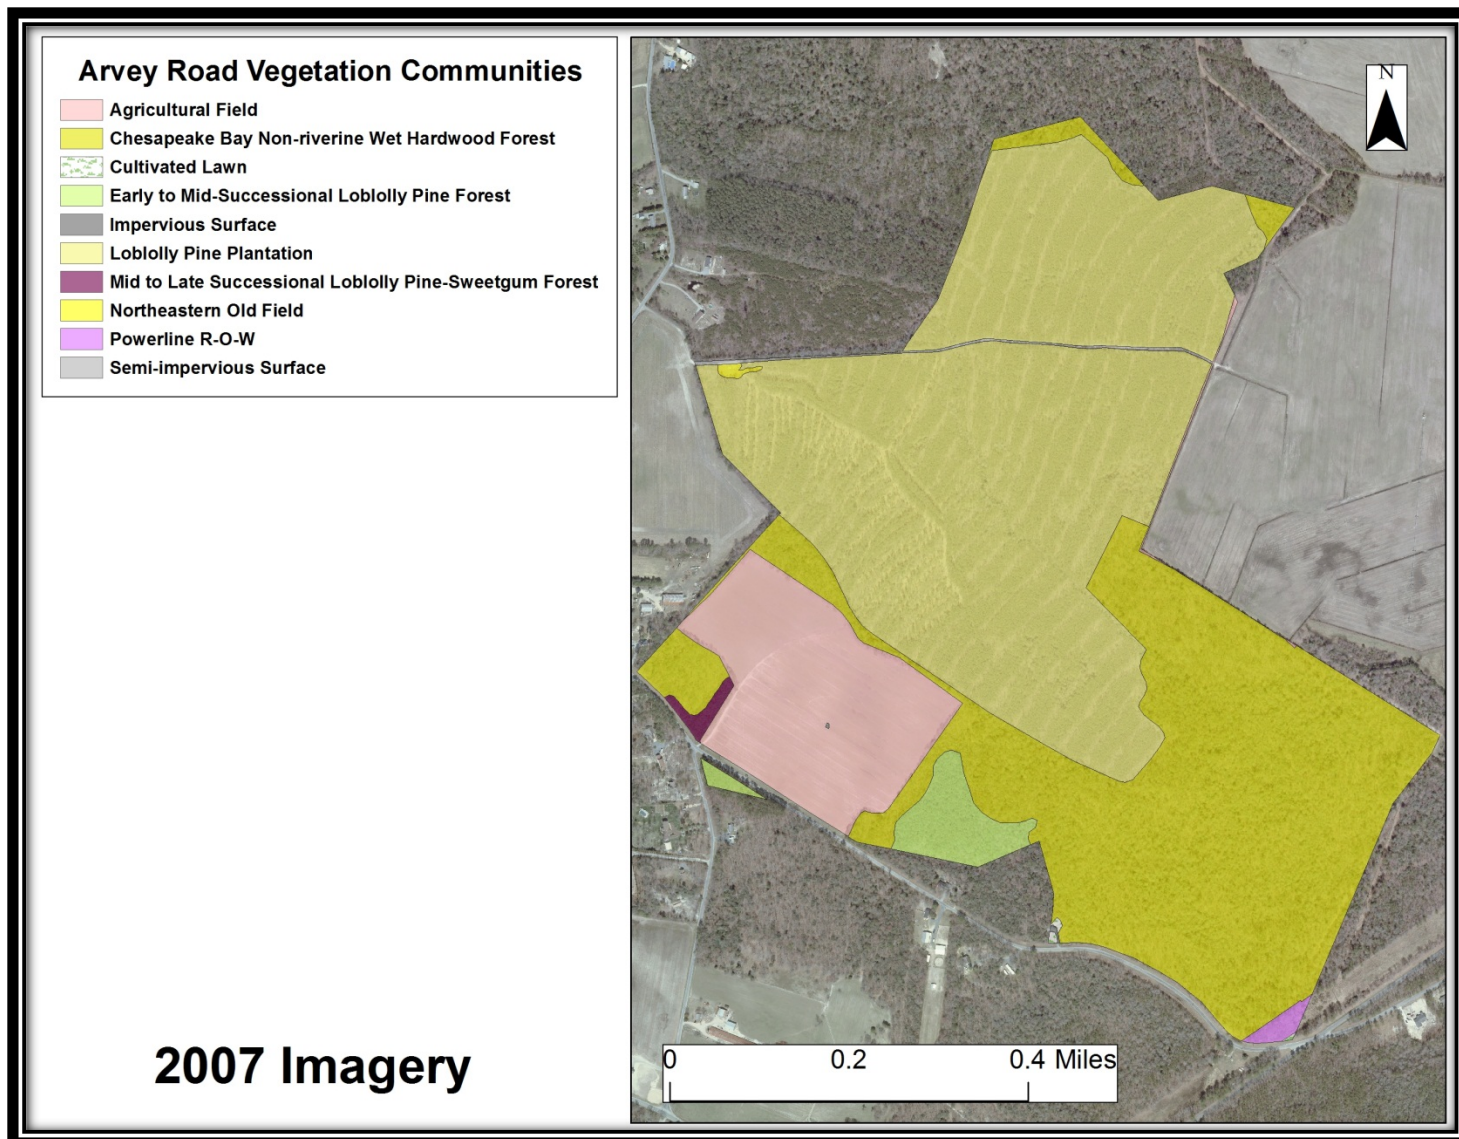 Arvey Road Vegetation Communities
Agricultural Field
Chesapeake Bay Non-riverine Wet Hardwood Forest
Cultivated Lawn
Early to Mid-Successional Loblolly Pine Forest
Impervious Surface
Loblolly Pine Plantation
Mid to Late Successional Loblolly Pine-Sweetgum Forest
Northeastern Old Field
Powerline R-O-W
Semi-impervious Surface
N
2007 Imagery
0 0.2 0.4 Miles